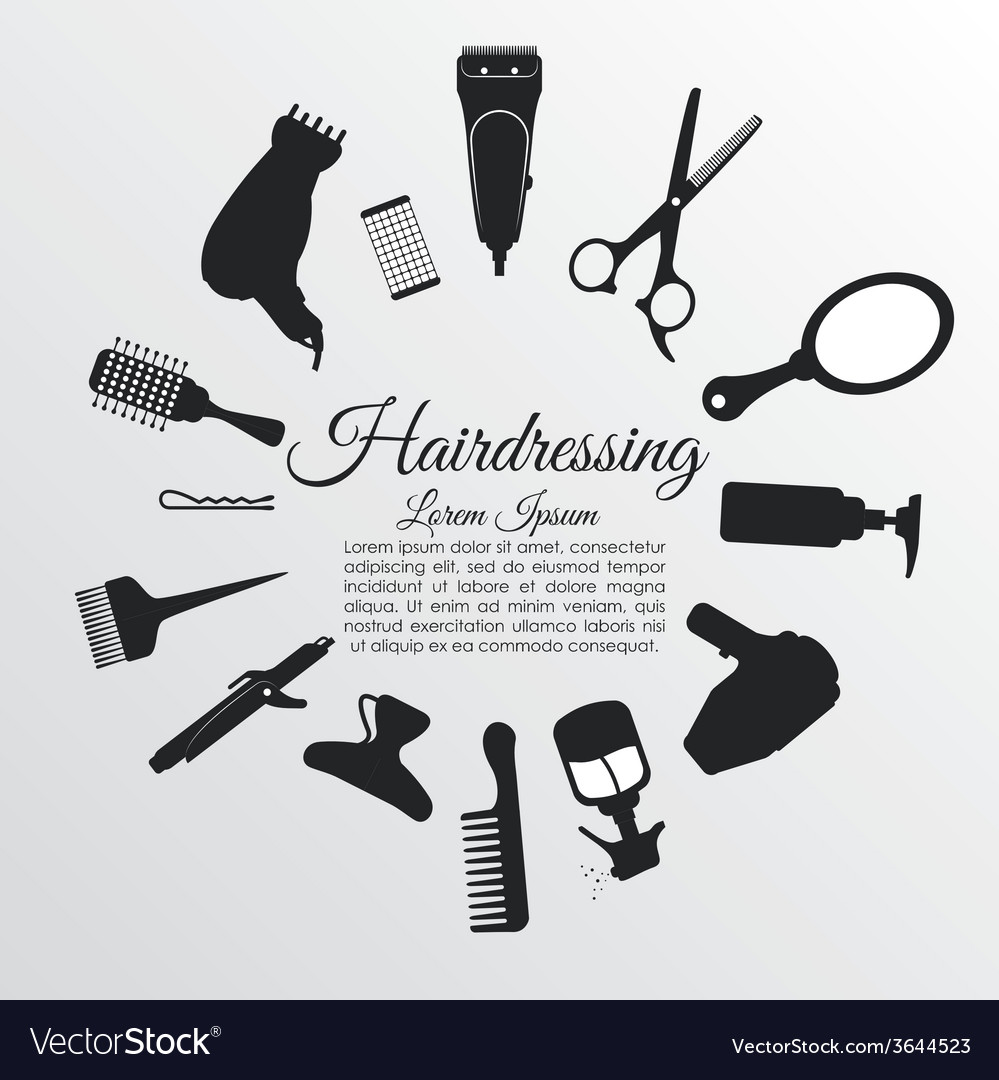 Hairdressing
Lorem Ipsum
Lorem ipsum dolor sit amet, consectetur
adipiscing elit, sed do eiusmod tempor
incididunt ut labore et dolore magna
aliqua. Ut enim ad minim veniam, quis
nostrud exercitation ullamco laboris nisi
ut aliquip ex ea commodo consequat.
VectorStock®
VectorStock.com/3644523